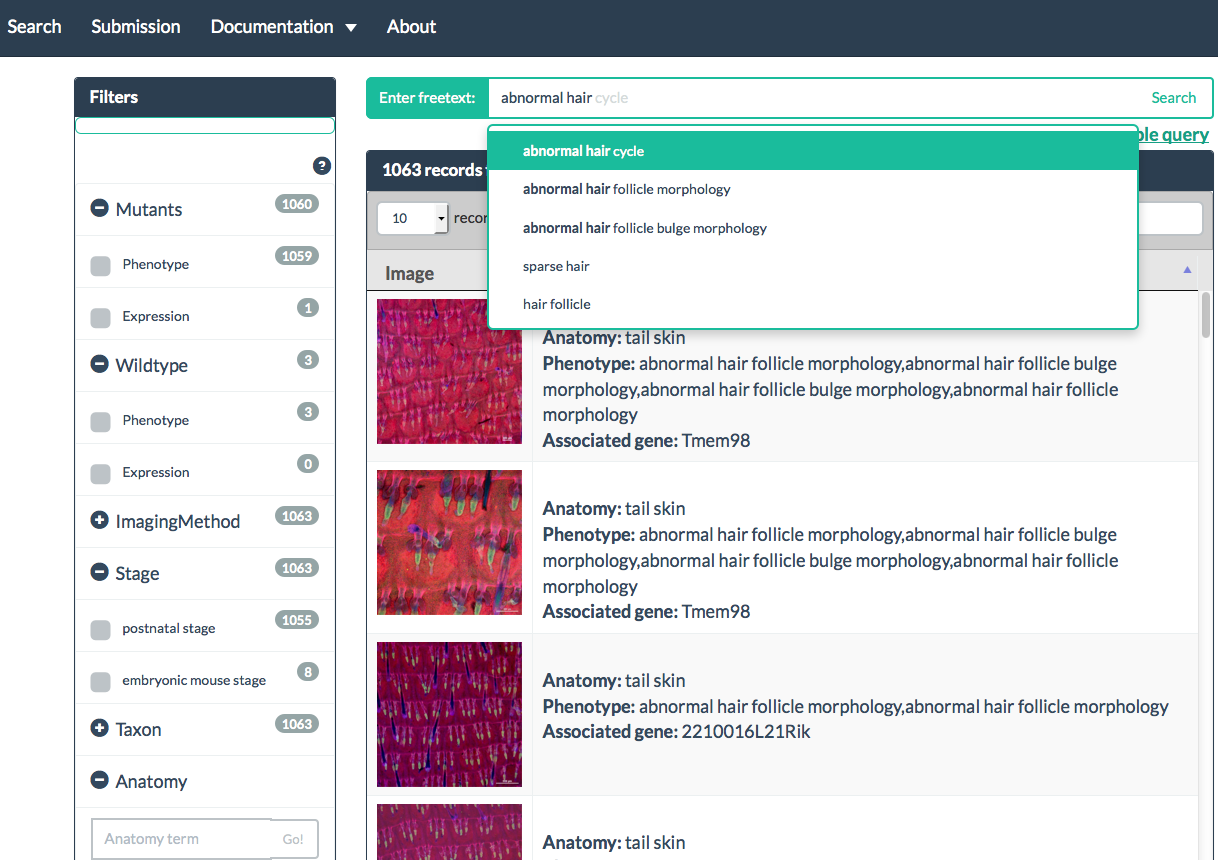 Search Submission Documentation About
Filters
?
Mutants 1060
Phenotype 1059
Expression 1
Wildtype 3
Phenotype 3
Expression 0
ImagingMethod 1063
Stage 1063
postnatal stage 1055
embryonic mouse stage 8
Taxon 1063
Anatomy
Anatomy term Go!
Enter freetext: abnormal hair cycle Search
ble query
abnormal hair cycle
abnormal hair follicle morphology
abnormal hair follicle bulge morphology
sparse hair
hair follicle
1063 records
10 recor
Image
Anatomy: tail skin
Phenotype: abnormal hair follicle morphology,abnormal hair follicle bulge
morphology,abnormal hair follicle bulge morphology,abnormal hair follicle
morphology
Associated gene: Tmem98
Anatomy: tail skin
Phenotype: abnormal hair follicle morphology,abnormal hair follicle bulge
morphology,abnormal hair follicle bulge morphology,abnormal hair follicle
morphology
Associated gene: Tmem98
Anatomy: tail skin
Phenotype: abnormal hair follicle morphology,abnormal hair follicle morphology
Associated gene: 2210016L21Rik
Anatomy: tail skin